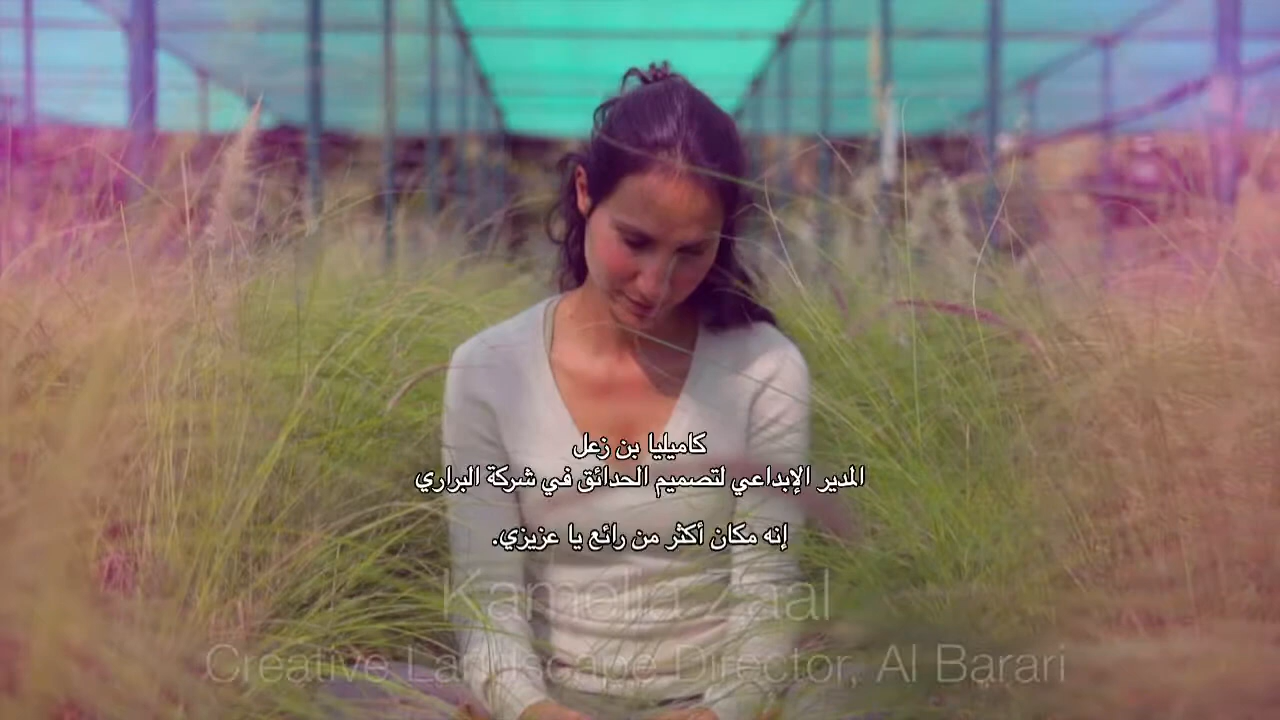 كاميليا بن زعل
المدير الإبداعي لتصميم الحدائق في شركة البراري
إنه مكان أكثر من رائع يا عزيزي.
Kamelia Zaal
Creative Landscape Director, Al Barari